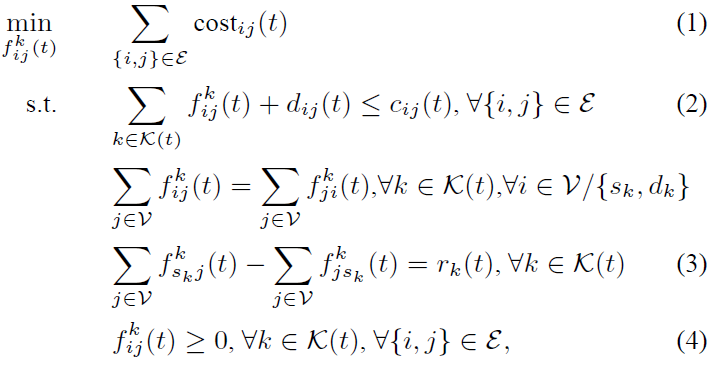 min_{f_{ij}^k(t)} ∑_{{i,j}∈ℰ} cost_{ij}(t) (1)
s.t. ∑_{k∈𝒦(t)} f_{ij}^k(t) + d_{ij}(t) ≤ c_{ij}(t), ∀{i, j} ∈ ℰ (2)
∑_{j∈𝒱} f_{ij}^k(t) = ∑_{j∈𝒱} f_{ji}^k(t),∀k ∈ 𝒦(t),∀i ∈ 𝒱/{s_k, d_k}
∑_{j∈𝒱} f_{s_k j}^k(t) − ∑_{j∈𝒱} f_{j s_k}^k(t) = r_k(t), ∀k ∈ 𝒦(t) (3)
f_{ij}^k(t) ≥ 0, ∀k ∈ 𝒦(t), ∀{i, j} ∈ ℰ, (4)